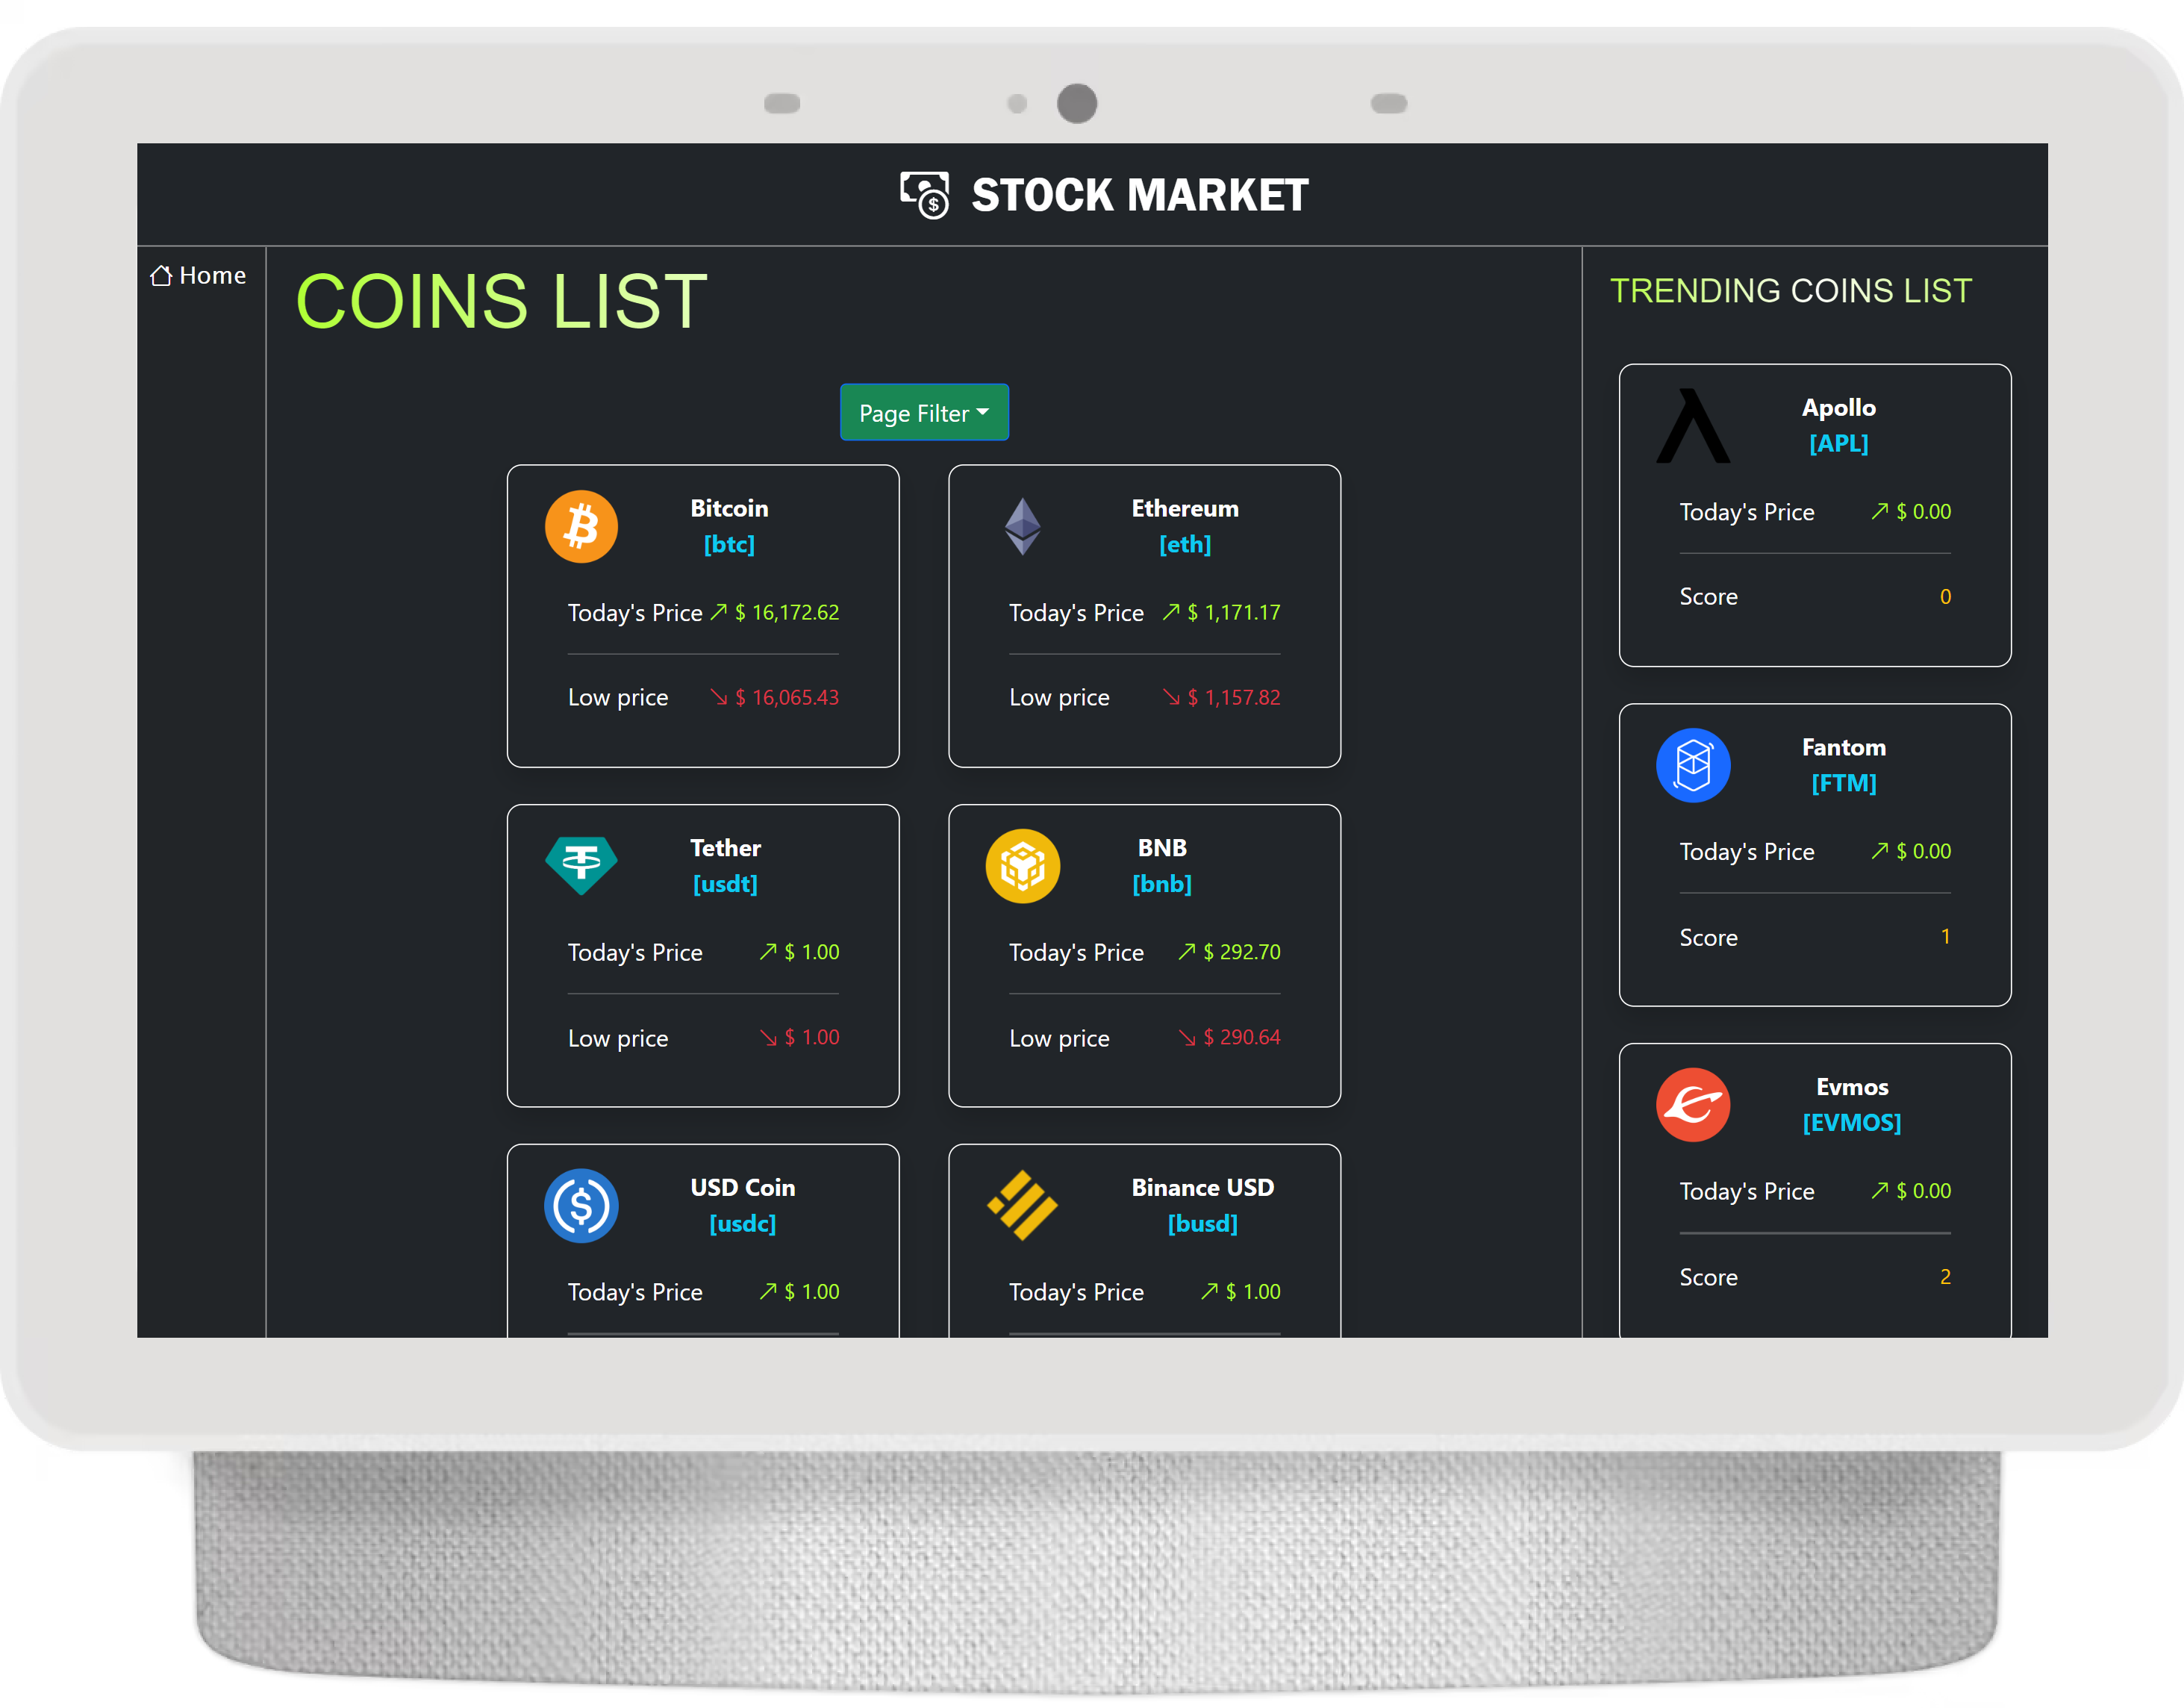 STOCK MARKET
Home
COINS LIST
Page Filter
Bitcoin
[btc]
Today's Price $ 16,172.62
Low price $ 16,065.43
Ethereum
[eth]
Today's Price $ 1,171.17
Low price $ 1,157.82
Tether
[usdt]
Today's Price $ 1.00
Low price $ 1.00
BNB
[bnb]
Today's Price $ 292.70
Low price $ 290.64
USD Coin
[usdc]
Today's Price $ 1.00
Binance USD
[busd]
Today's Price $ 1.00
TRENDING COINS LIST
Apollo
[APL]
Today's Price $ 0.00
Score 0
Fantom
[FTM]
Today's Price $ 0.00
Score 1
Evmos
[EVMOS]
Today's Price $ 0.00
Score 2